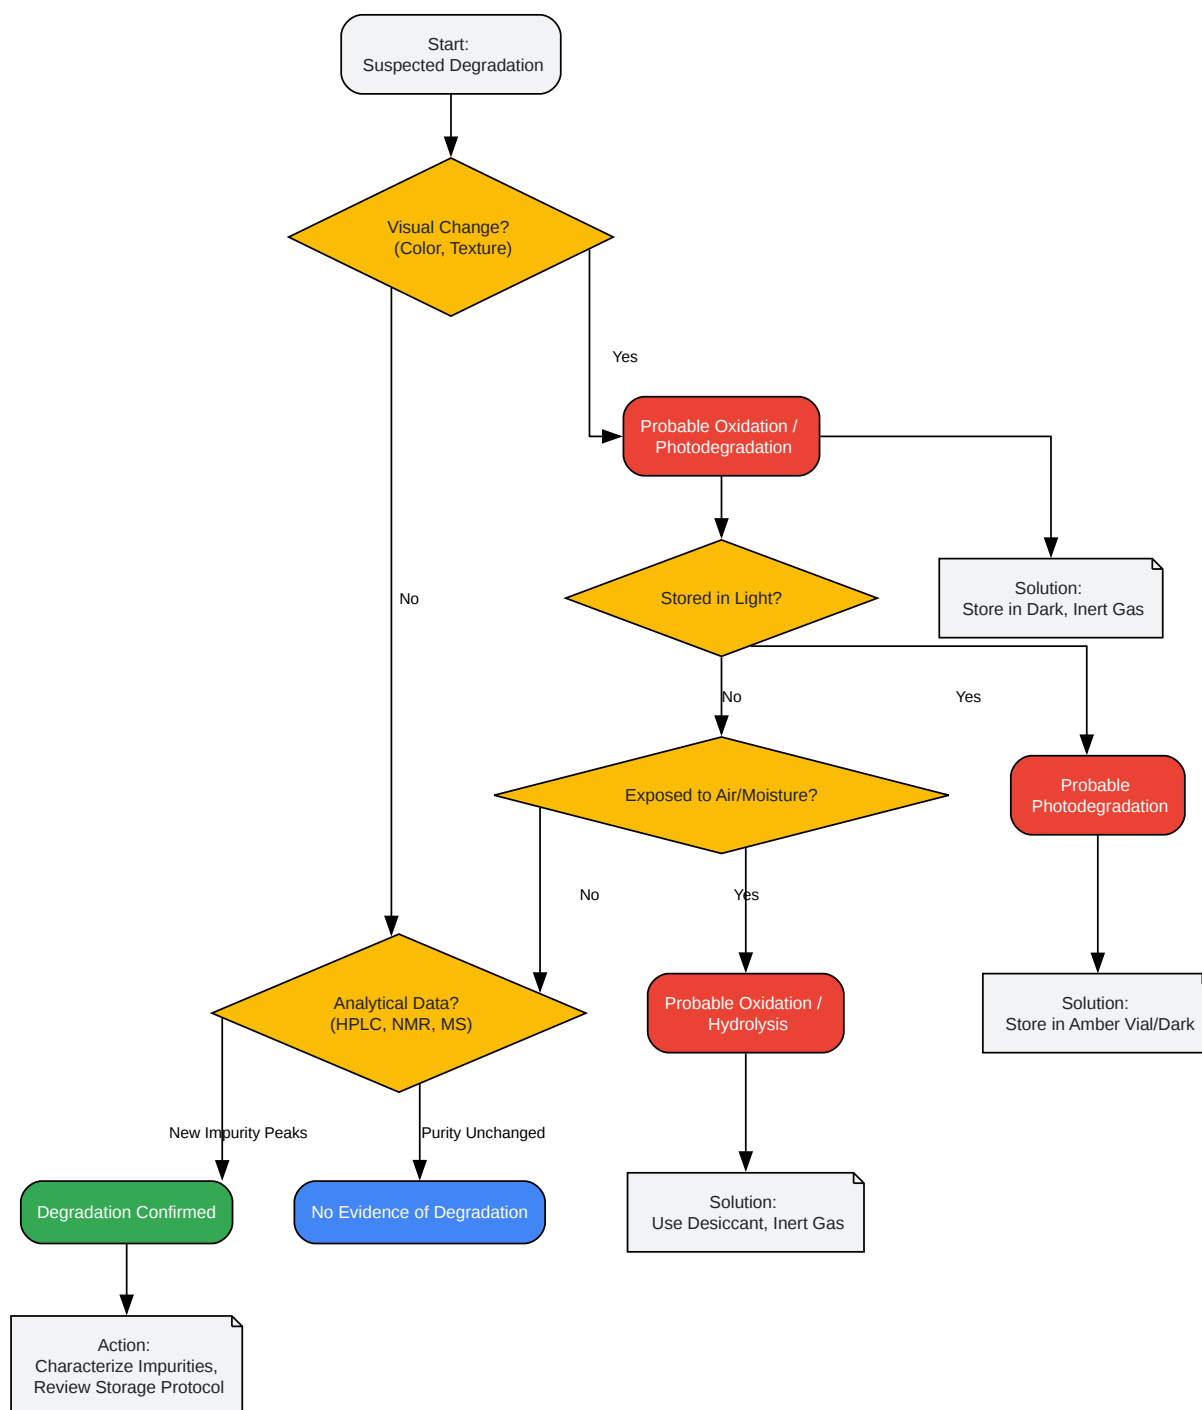 Start:
Suspected Degradation
Visual Change?
(Color, Texture)
Yes
Probable Oxidation /
Photodegradation
No
Stored in Light?
Solution:
Store in Dark, Inert Gas
No
Yes
Exposed to Air/Moisture?
Probable
Photodegradation
No
Yes
Analytical Data?
(HPLC, NMR, MS)
Probable Oxidation /
Hydrolysis
Solution:
Store in Amber Vial/Dark
New Impurity Peaks
Purity Unchanged
Degradation Confirmed
No Evidence of Degradation
Solution:
Use Desiccant, Inert Gas
Action:
Characterize Impurities,
Review Storage Protocol